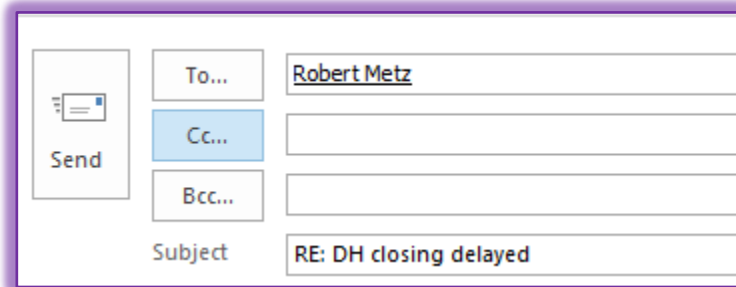 To... Robert Metz
Cc...
Send
Bcc...
Subject RE: DH closing delayed